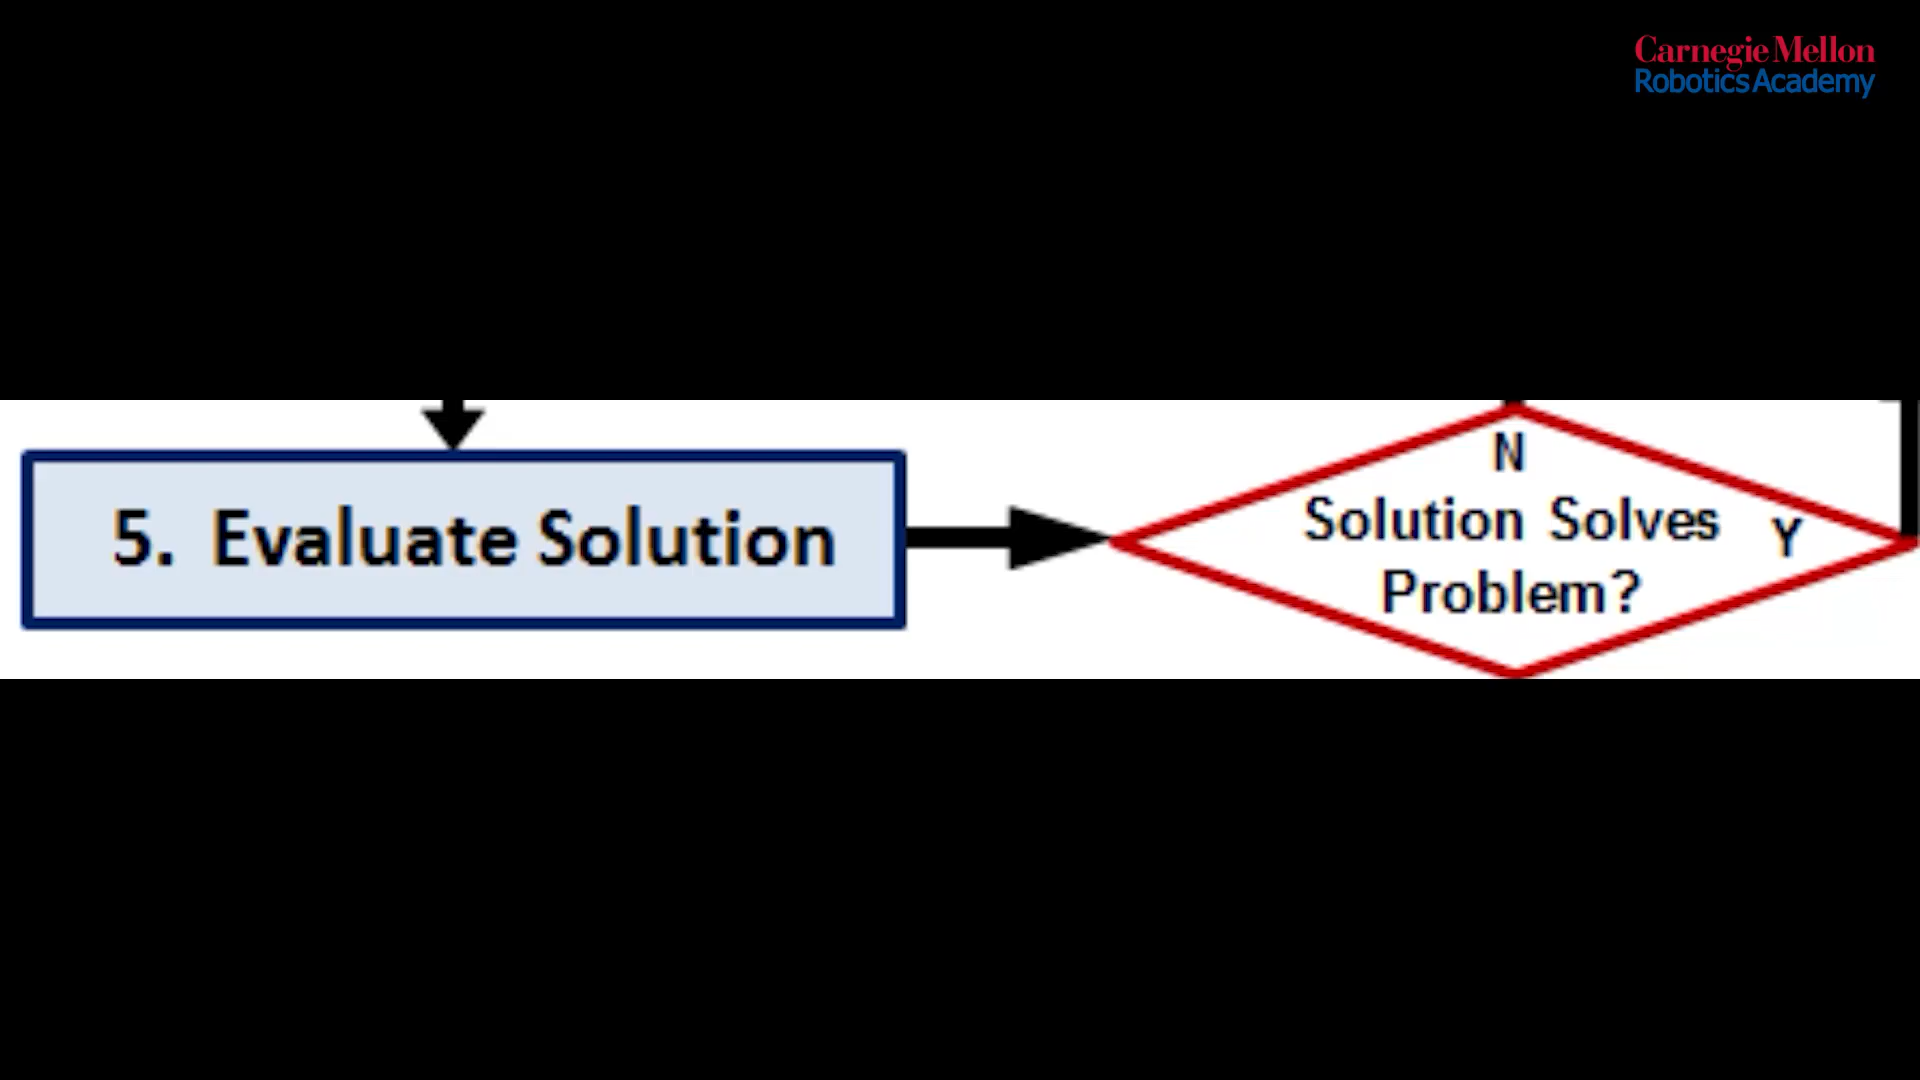 Carnegie Mellon
Robotics Academy
5. Evaluate Solution
N
Solution Solves
Y
Problem?